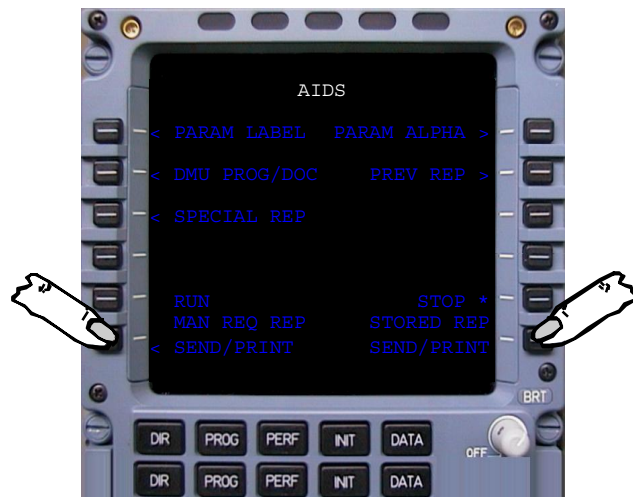 AIDS
< PARAM LABEL PARAM ALPHA >
< DMU PROG/DOC PREV REP >
< SPECIAL REP
RUN STOP *
MAN REQ REP STORED REP
< SEND/PRINT SEND/PRINT
BRT
DIR PROG PERF INIT DATA
OFF
DIR PROG PERF INIT DATA